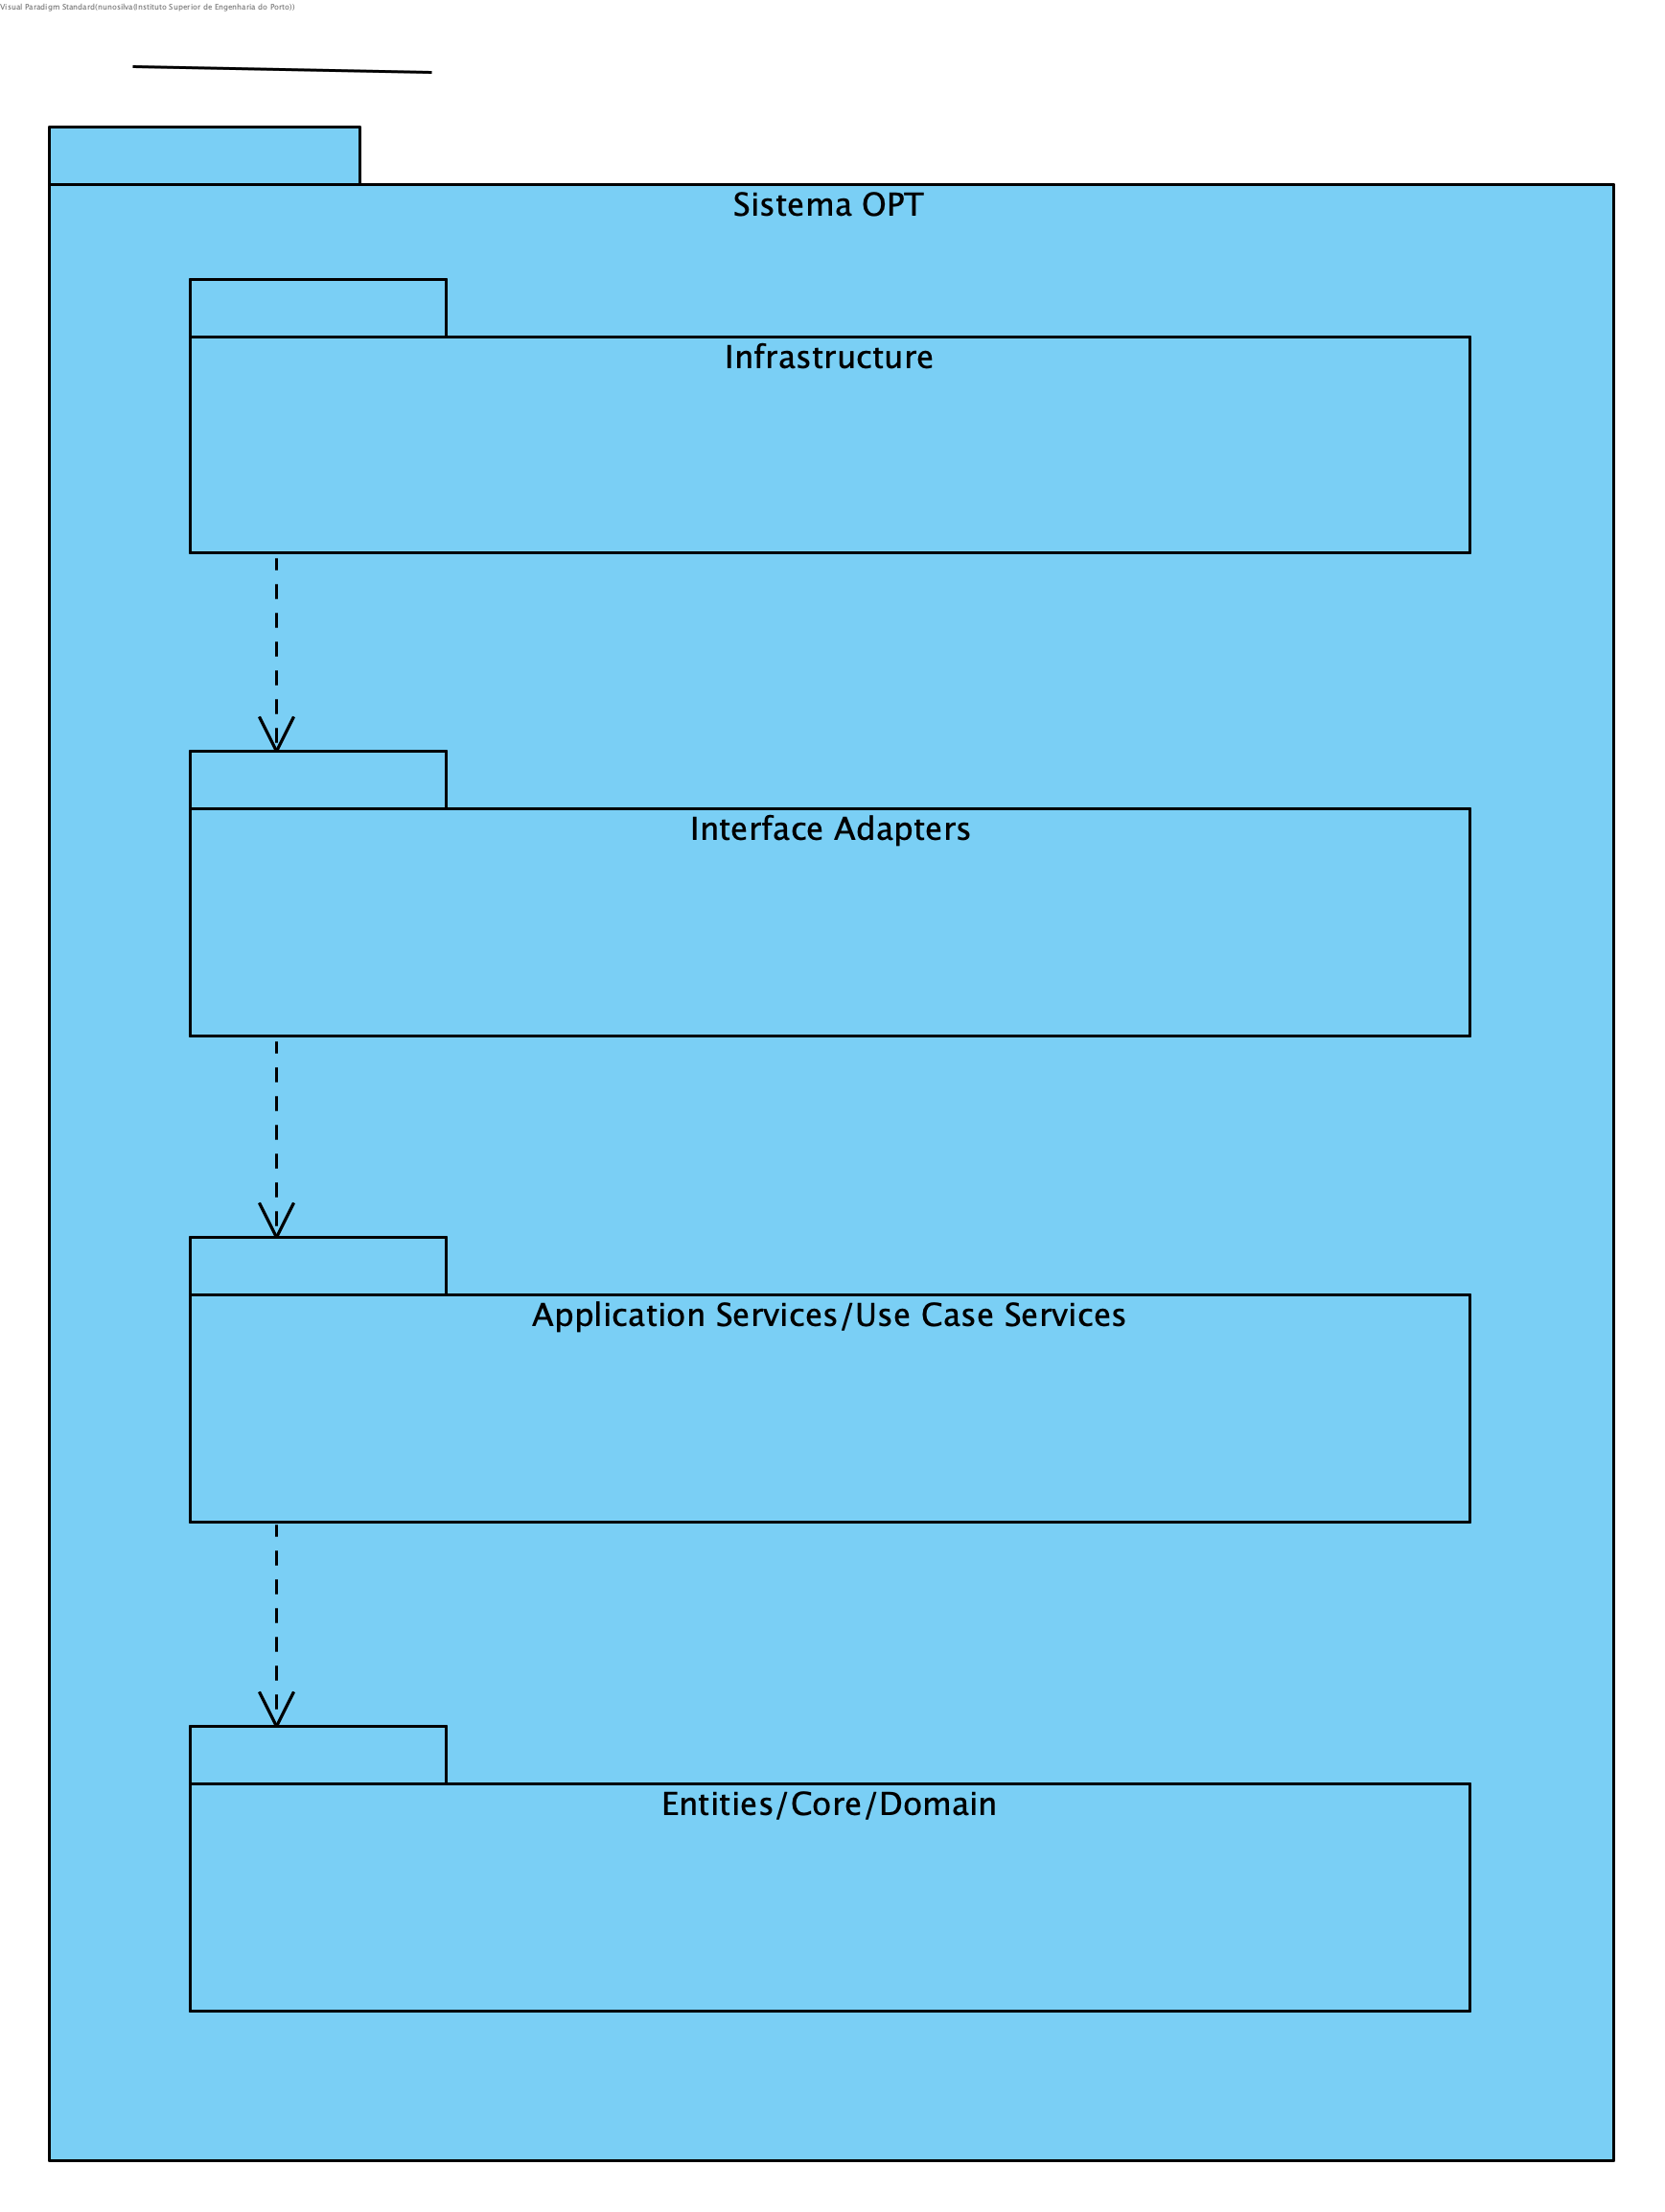 Visual Paradigm Standard(nunosilva(Instituto Superior de Engenharia do Porto))
Sistema OPT
Infrastructure
Interface Adapters
Application Services/Use Case Services
Entities/Core/Domain